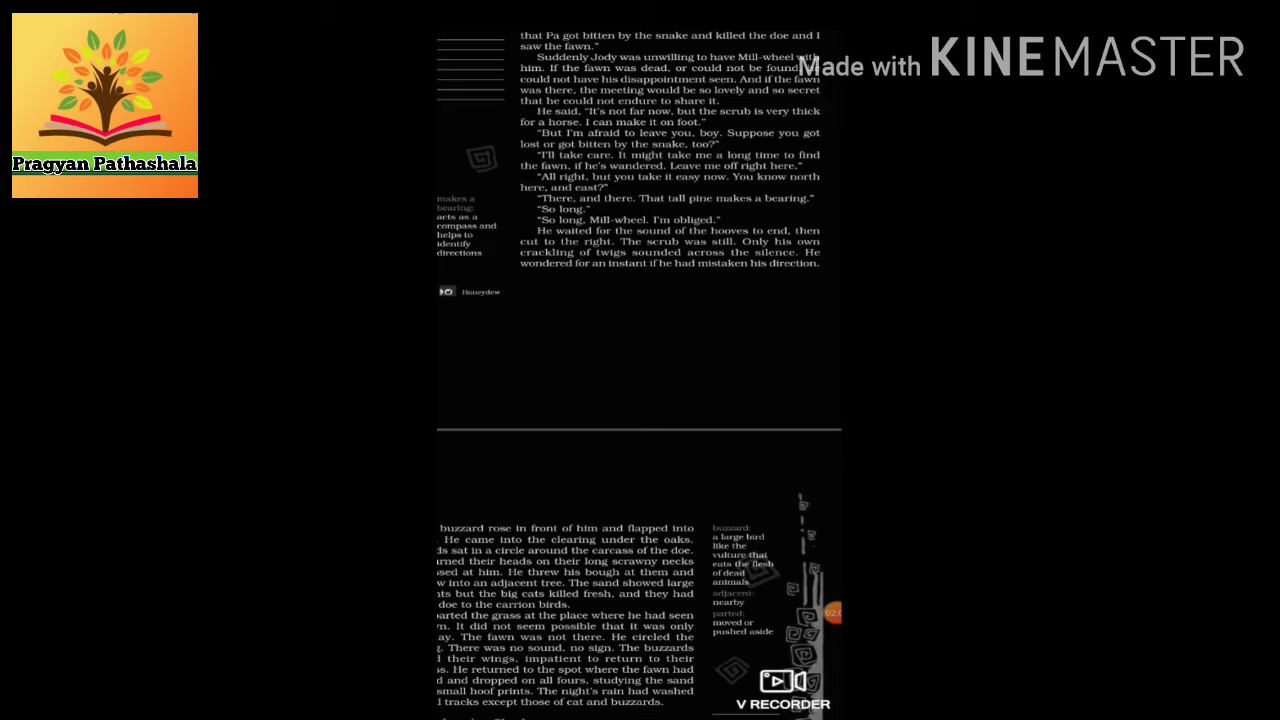 Pragyan Pathashala
Made with KINEMASTER
that Pa got bitten by the snake and killed the doe and I
saw the fawn."
Suddenly Jody was unwilling to have Mill-wheel with
him. If the fawn was dead, or could not be found,
could not have his disappointment seen. And if the fawn
was there, the meeting would be so lovely and so secret
that he could not endure to share it.
He said, "It's not far now, but the scrub is very thick
for a horse. I can make it on foot."
"But I'm afraid to leave you, boy. Suppose you got
lost or got bitten by the snake, too?"
"I'll take care. It might take me a long time to find
the fawn, if he's wandered. Leave me off right here."
"All right, but you take it easy now. You know north
here, and east?"
"There, and there. That tall pine makes a bearing."
"So long."
"So long, Mill-wheel. I'm obliged."
He waited for the sound of the hooves to end, then
cut to the right. The scrub was still. Only his own
crackling of twigs sounded across the silence. He
wondered for an instant if he had mistaken his direction.
makes a
bearing:
acts as a
compass and
helps to
identify
directions
Honeydew
buzzard rose in front of him and flapped into
. He came into the clearing under the oaks.
ds sat in a circle around the carcass of the doe.
urned their heads on their long scrawny necks
ssed at him. He threw his bough at them and
w into an adjacent tree. The sand showed large
nts but the big cats killed fresh, and they had
doe to the carrion birds.
parted the grass at the place where he had seen
wn. It did not seem possible that it was only
ay. The fawn was not there. He circled the
g. There was no sound, no sign. The buzzards
d their wings, impatient to return to their
ss. He returned to the spot where the fawn had
d and dropped on all fours, studying the sand
small hoof prints. The night's rain had washed
l tracks except those of cat and buzzards.
buzzard:
a large bird
like the
vulture that
eats the flesh
of dead
animals
adjacent:
nearby
parted:
moved or
pushed aside
V RECORDER